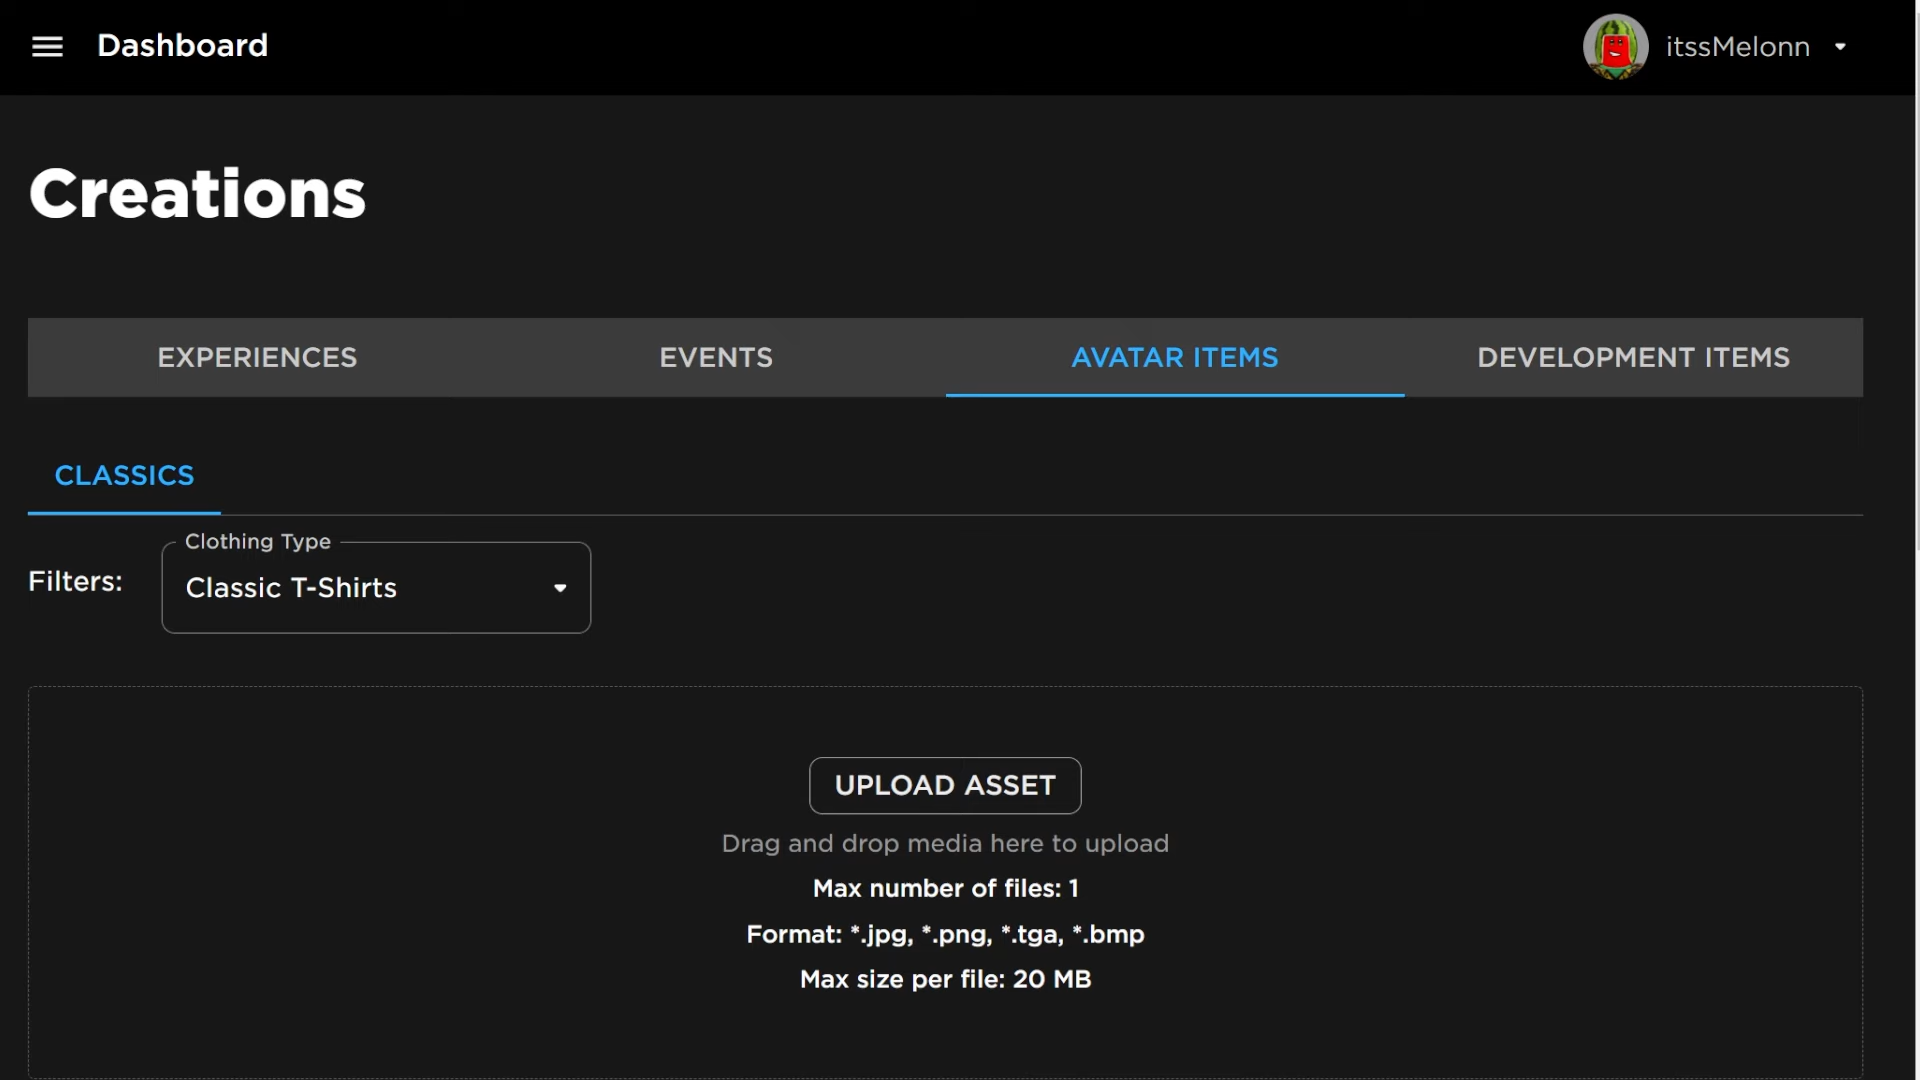 Dashboard
itssMelonn
Creations
EXPERIENCES
EVENTS
AVATAR ITEMS
DEVELOPMENT ITEMS
CLASSICS
Clothing Type
Filters:
Classic T-Shirts
UPLOAD ASSET
Drag and drop media here to upload
Max number of files: 1
Format: *.jpg, *.png, *.tga, *.bmp
Max size per file: 20 MB